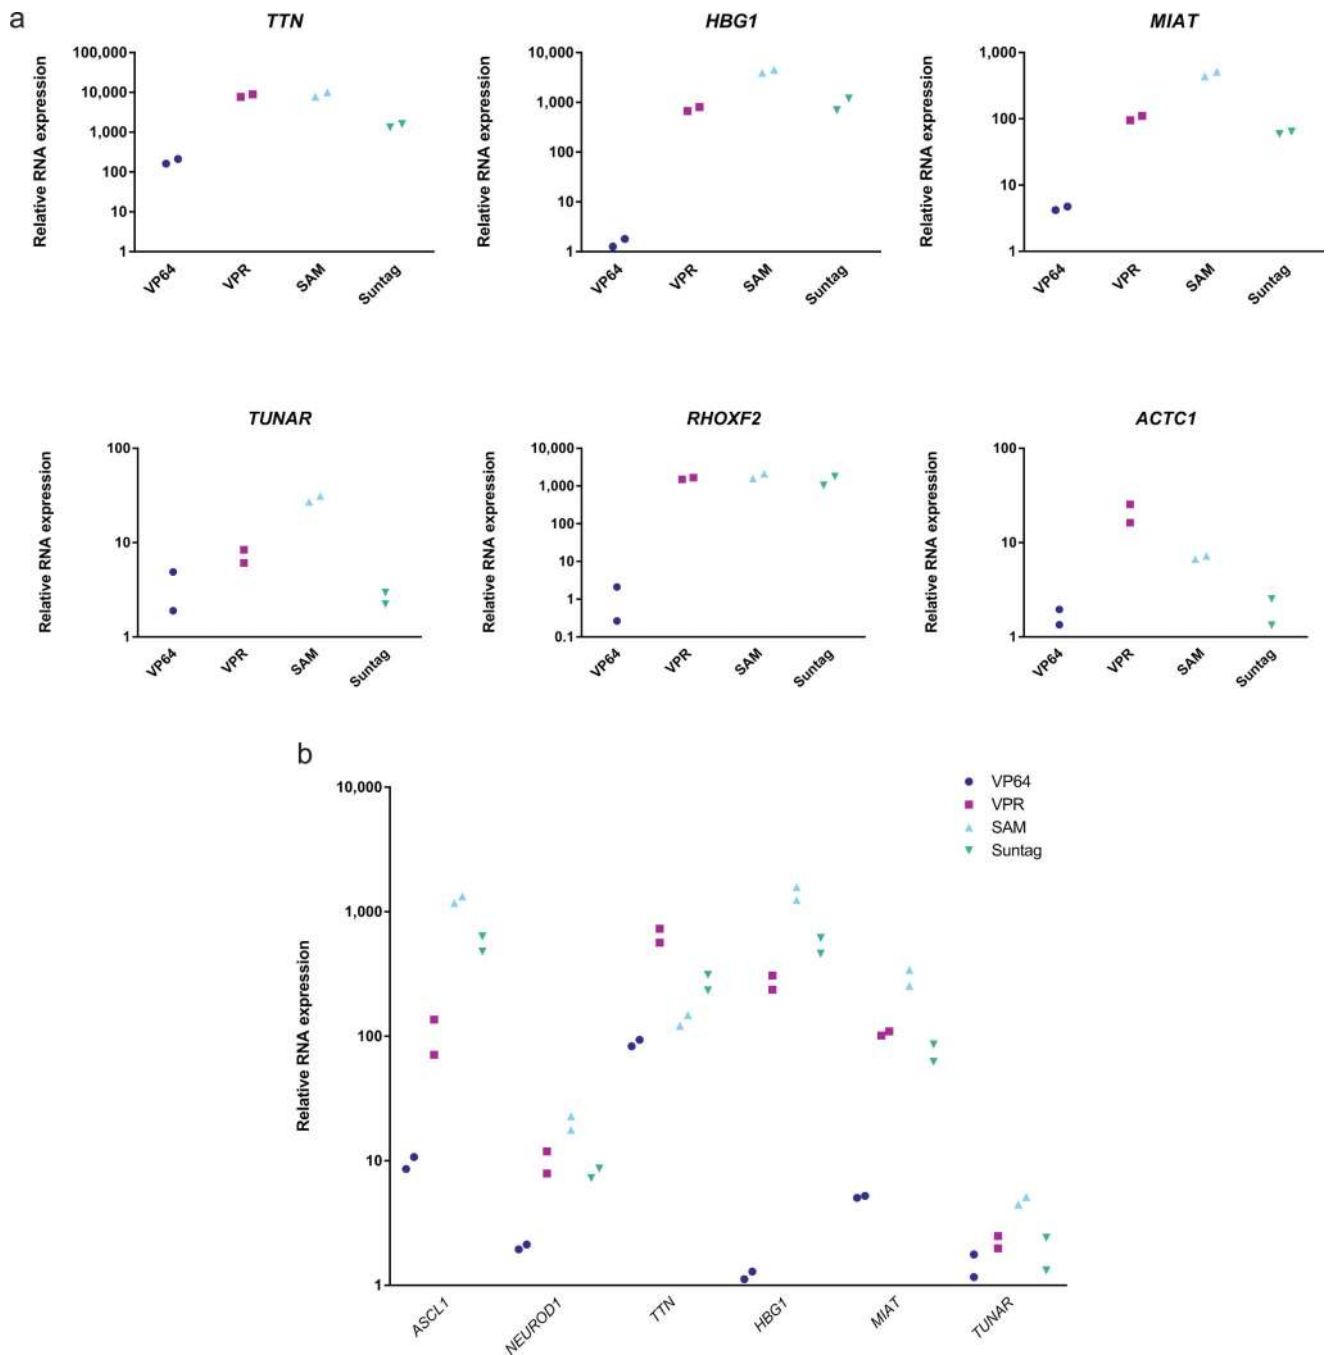 a
TTN
HBG1
MIAT
Relative RNA expression
100,000
10,000
1,000
100
10
1
VP64
VPR
SAM
Suntag
Relative RNA expression
10,000
1,000
100
10
1
VP64
VPR
SAM
Suntag
Relative RNA expression
1,000
100
10
1
VP64
VPR
SAM
Suntag
TUNAR
RHOXF2
ACTC1
Relative RNA expression
100
10
1
VP64
VPR
SAM
Suntag
Relative RNA expression
10,000
1,000
100
10
1
0.1
VP64
VPR
SAM
Suntag
Relative RNA expression
100
10
1
VP64
VPR
SAM
Suntag
b
Relative RNA expression
10,000
1,000
100
10
1
VP64
VPR
SAM
Suntag
ASCL1
NEUROD1
TTN
HBG1
MIAT
TUNAR